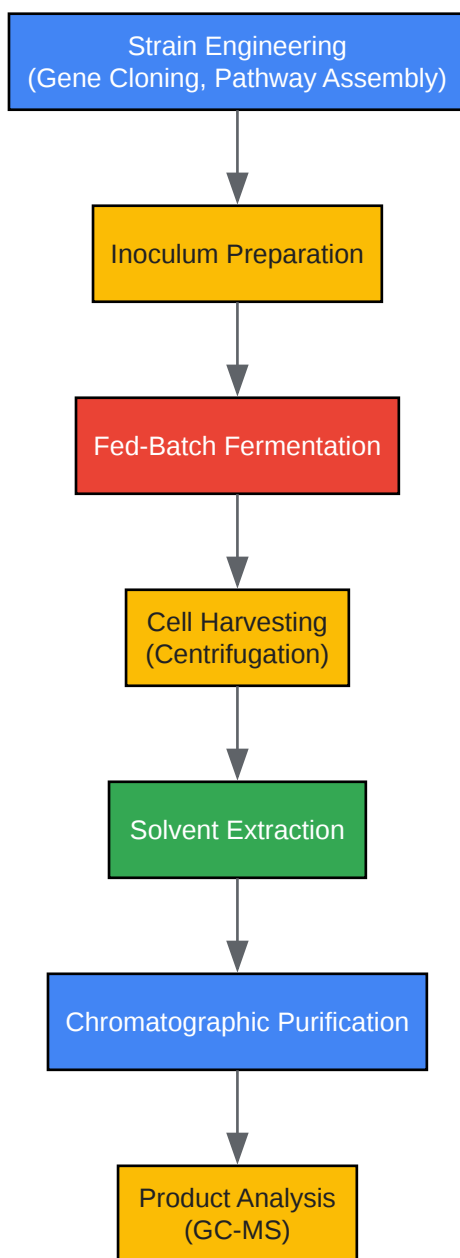 Strain Engineering
(Gene Cloning, Pathway Assembly)
Inoculum Preparation
Fed-Batch Fermentation
Cell Harvesting
(Centrifugation)
Solvent Extraction
Chromatographic Purification
Product Analysis
(GC-MS)